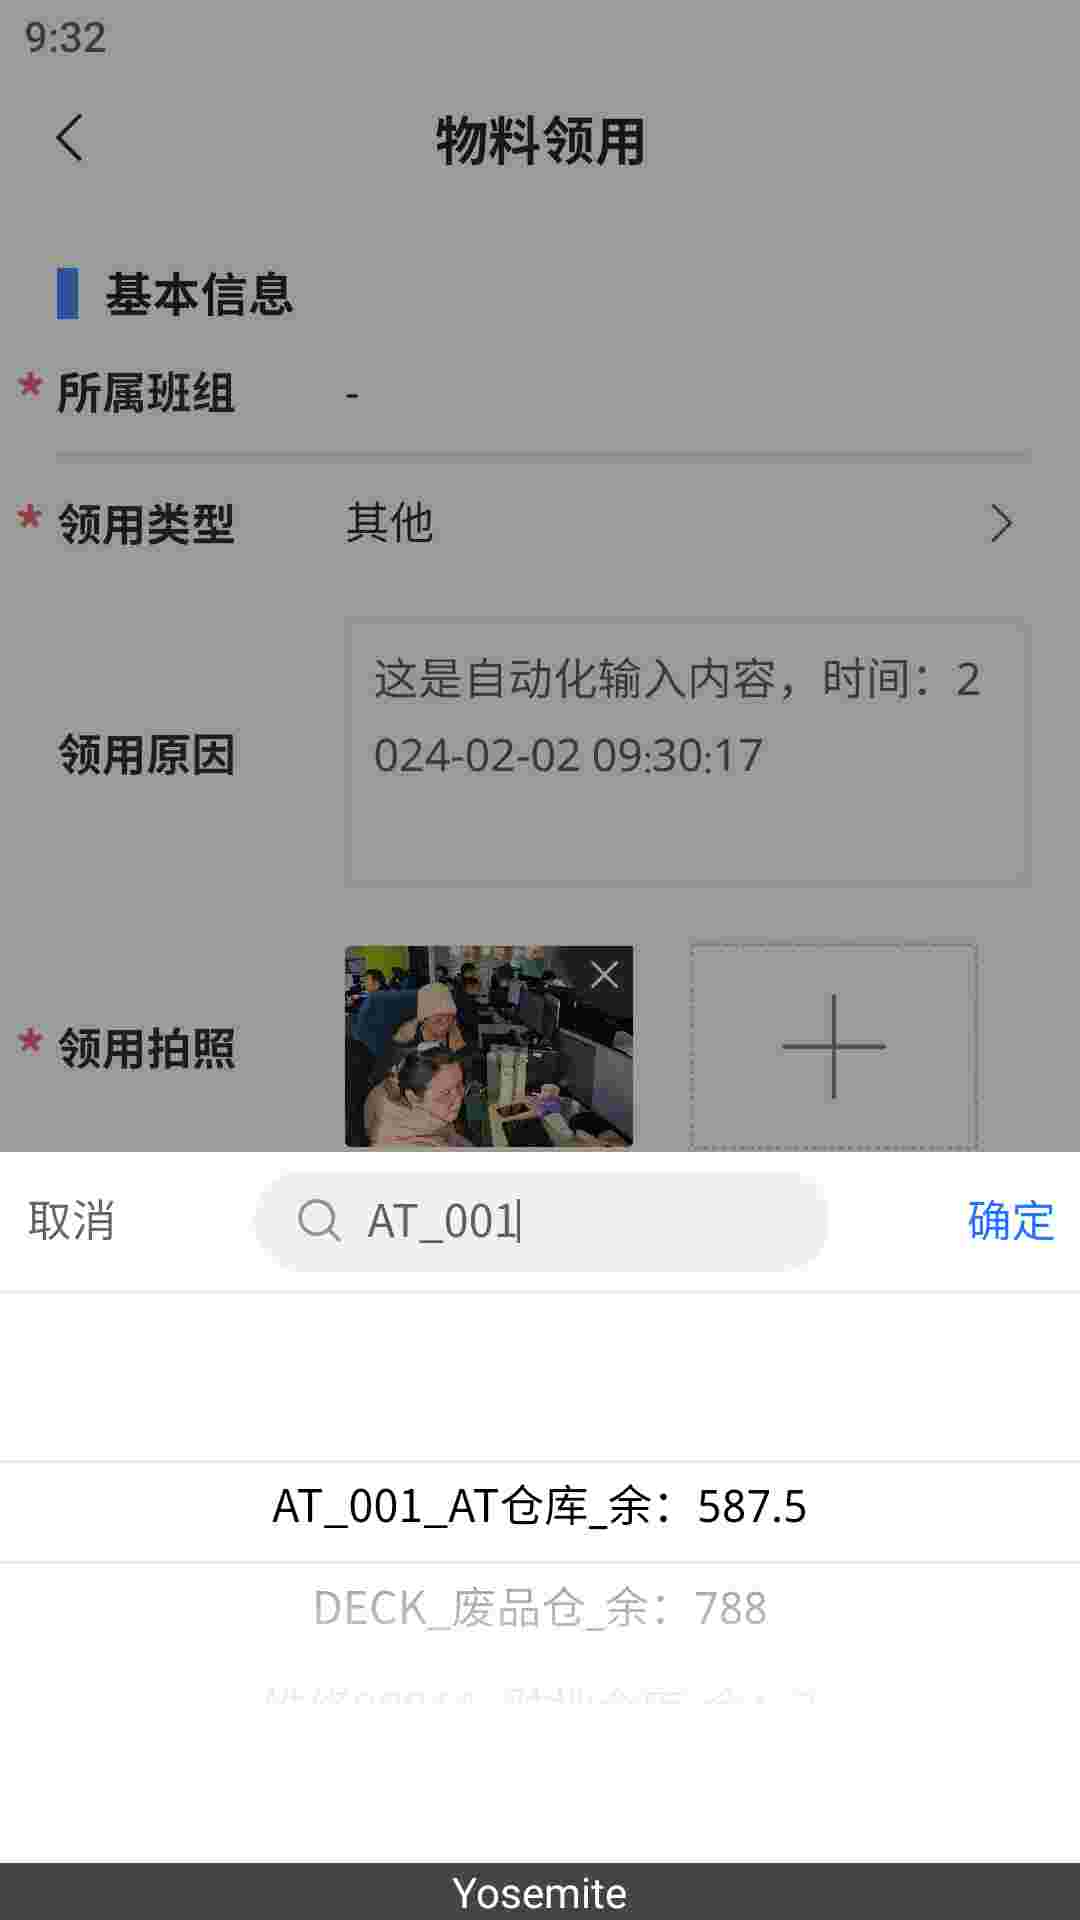 9:32
物料领用
基本信息
* 所属班组 -
* 领用类型 其他
领用原因
这是自动化输入内容，时间：2
024-02-02 09:30:17
* 领用拍照
取消 AT_001 确定
AT_001_AT仓库_余：587.5
DECK_废品仓_余：788
Yosemite